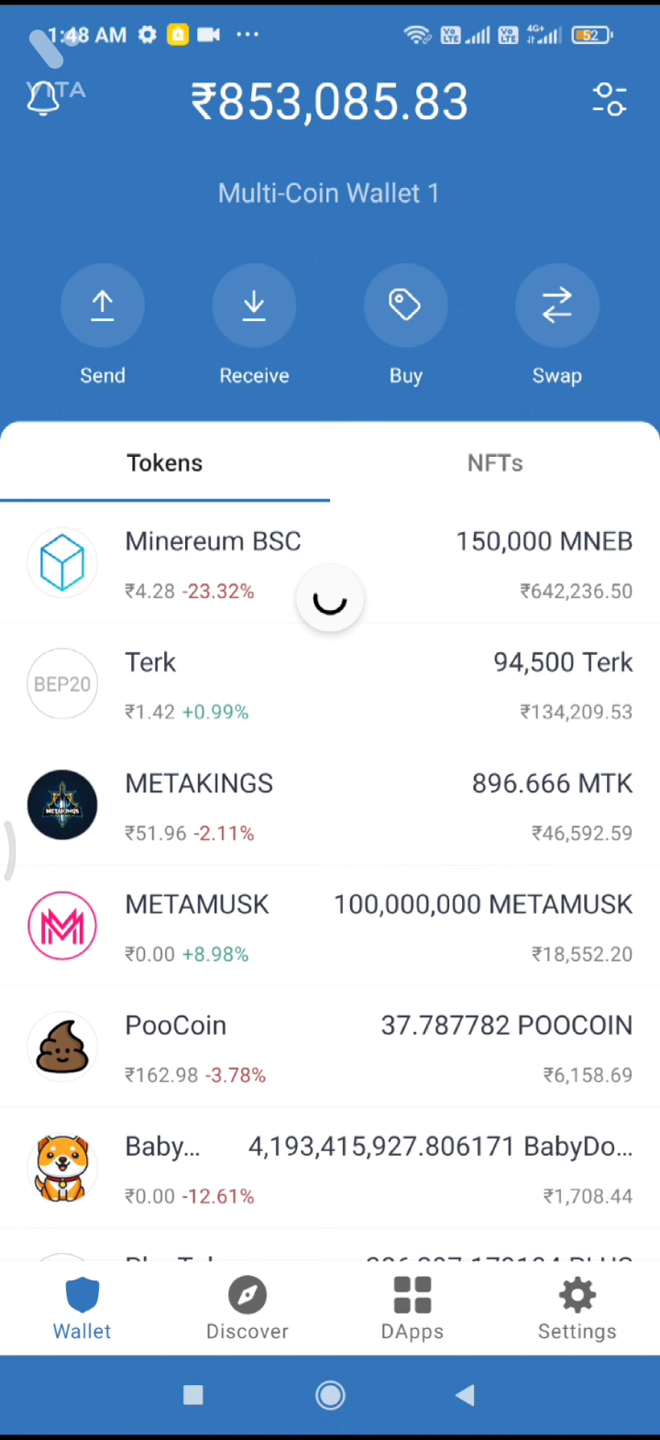 1:48 AM
52
VITA
₹853,085.83
Multi-Coin Wallet 1
Send
Receive
Buy
Swap
Tokens
NFTs
Minereum BSC
150,000 MNEB
₹4.28 -23.32%
₹642,236.50
BEP20
Terk
94,500 Terk
₹1.42 +0.99%
₹134,209.53
METAKINGS
METAKINGS
896.666 MTK
₹51.96 -2.11%
₹46,592.59
METAMUSK
100,000,000 METAMUSK
₹0.00 +8.98%
₹18,552.20
PooCoin
37.787782 POOCOIN
₹162.98 -3.78%
₹6,158.69
Baby...
4,193,415,927.806171 BabyDo...
₹0.00 -12.61%
₹1,708.44
Wallet
Discover
DApps
Settings